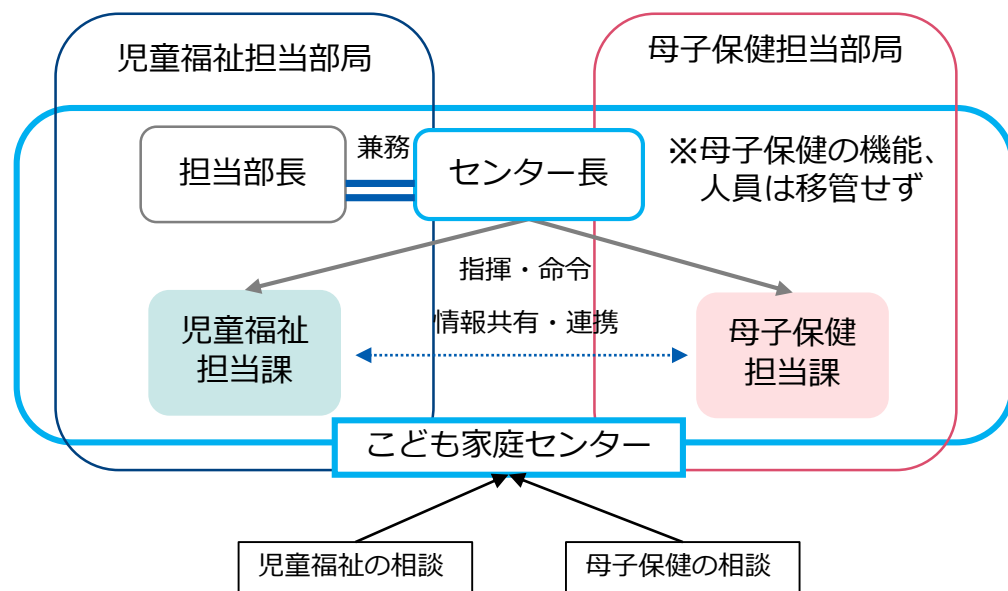 児童福祉担当部局
母子保健担当部局
担当部長
兼務
センター長
※母子保健の機能、
人員は移管せず
指揮・命令
児童福祉
担当課
情報共有・連携
母子保健
担当課
こども家庭センター
児童福祉の相談
母子保健の相談